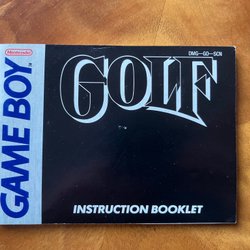 Nintendo
GAME BOY
DMG-GO-SCN
GOLF
INSTRUCTION BOOKLET